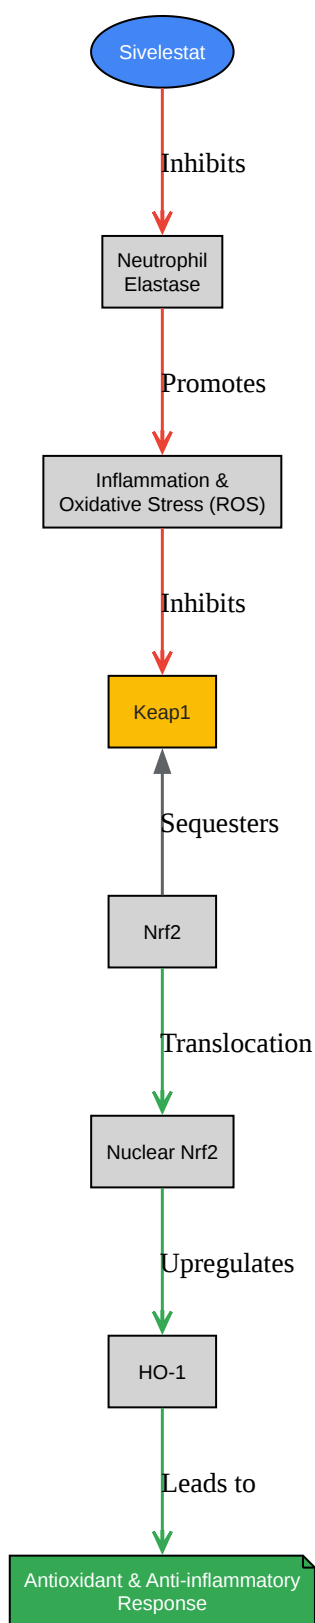 Sivelestat
Inhibits
Neutrophil
Elastase
Promotes
Inflammation &
Oxidative Stress (ROS)
Inhibits
Keap1
Sequesters
Nrf2
Translocation
Nuclear Nrf2
Upregulates
HO-1
Leads to
Antioxidant & Anti-inflammatory
Response